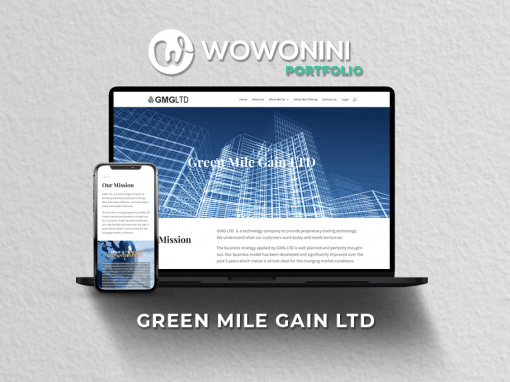 WOWONINI
PORTFOLIO
GMGLTD
Home About Us What We Do What We Offering Contact Us Login
Green Mile Gain LTD
Mission
GMG LTD is a technology company to provide proprietary trading technology.
We understand what our customers want today and needs tomorrow.
The business strategy applied by GMG LTD is well planned and perfectly thought-
out. Our business model has been developed and significantly improved over the
past 5 years which makes it almost ideal for the changing market conditions.
Our Mission
GREEN MILE GAIN LTD